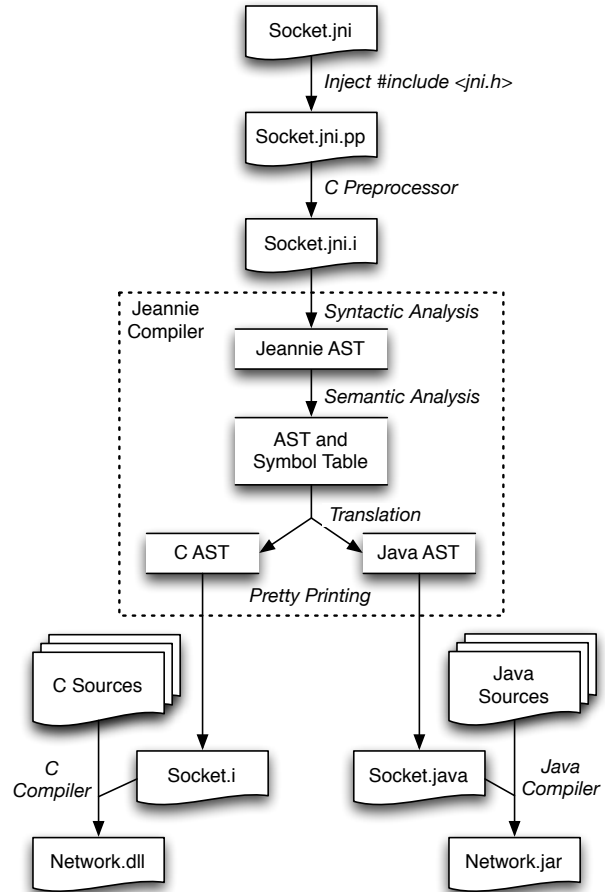 Socket.jni
Inject #include <jni.h>
Socket.jni.pp
C Preprocessor
Socket.jni.i
Jeannie
Compiler
Syntactic Analysis
Jeannie AST
Semantic Analysis
AST and
Symbol Table
Translation
C AST
Java AST
Pretty Printing
C Sources
Java
Sources
C
Compiler
Socket.i
Socket.java
Java
Compiler
Network.dll
Network.jar